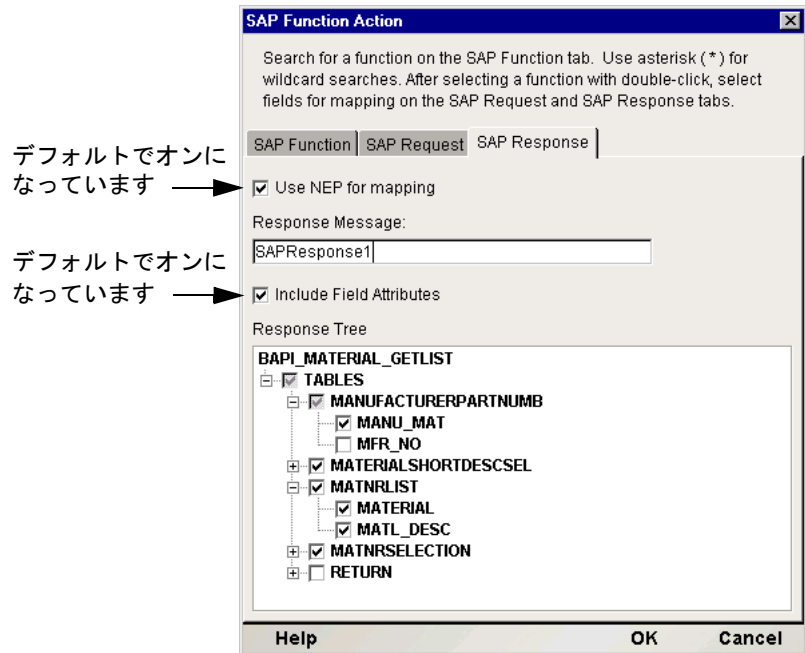 SAP Function Action
Search for a function on the SAP Function tab. Use asterisk (*) for
wildcard searches. After selecting a function with double-click, select
fields for mapping on the SAP Request and SAP Response tabs.
SAP Function SAP Request SAP Response
デフォルトでオンに
なっています
Use NEP for mapping
Response Message:
SAPResponse1
デフォルトでオンに
なっています
Include Field Attributes
Response Tree
BAPI_MATERIAL_GETLIST
TABLES
MANUFACTURERPARTNUMB
MANU_MAT
MFR_NO
MATERIALSHORTDESCSEL
MATNRLIST
MATERIAL
MATL_DESC
MATNRSELECTION
RETURN
Help OK Cancel